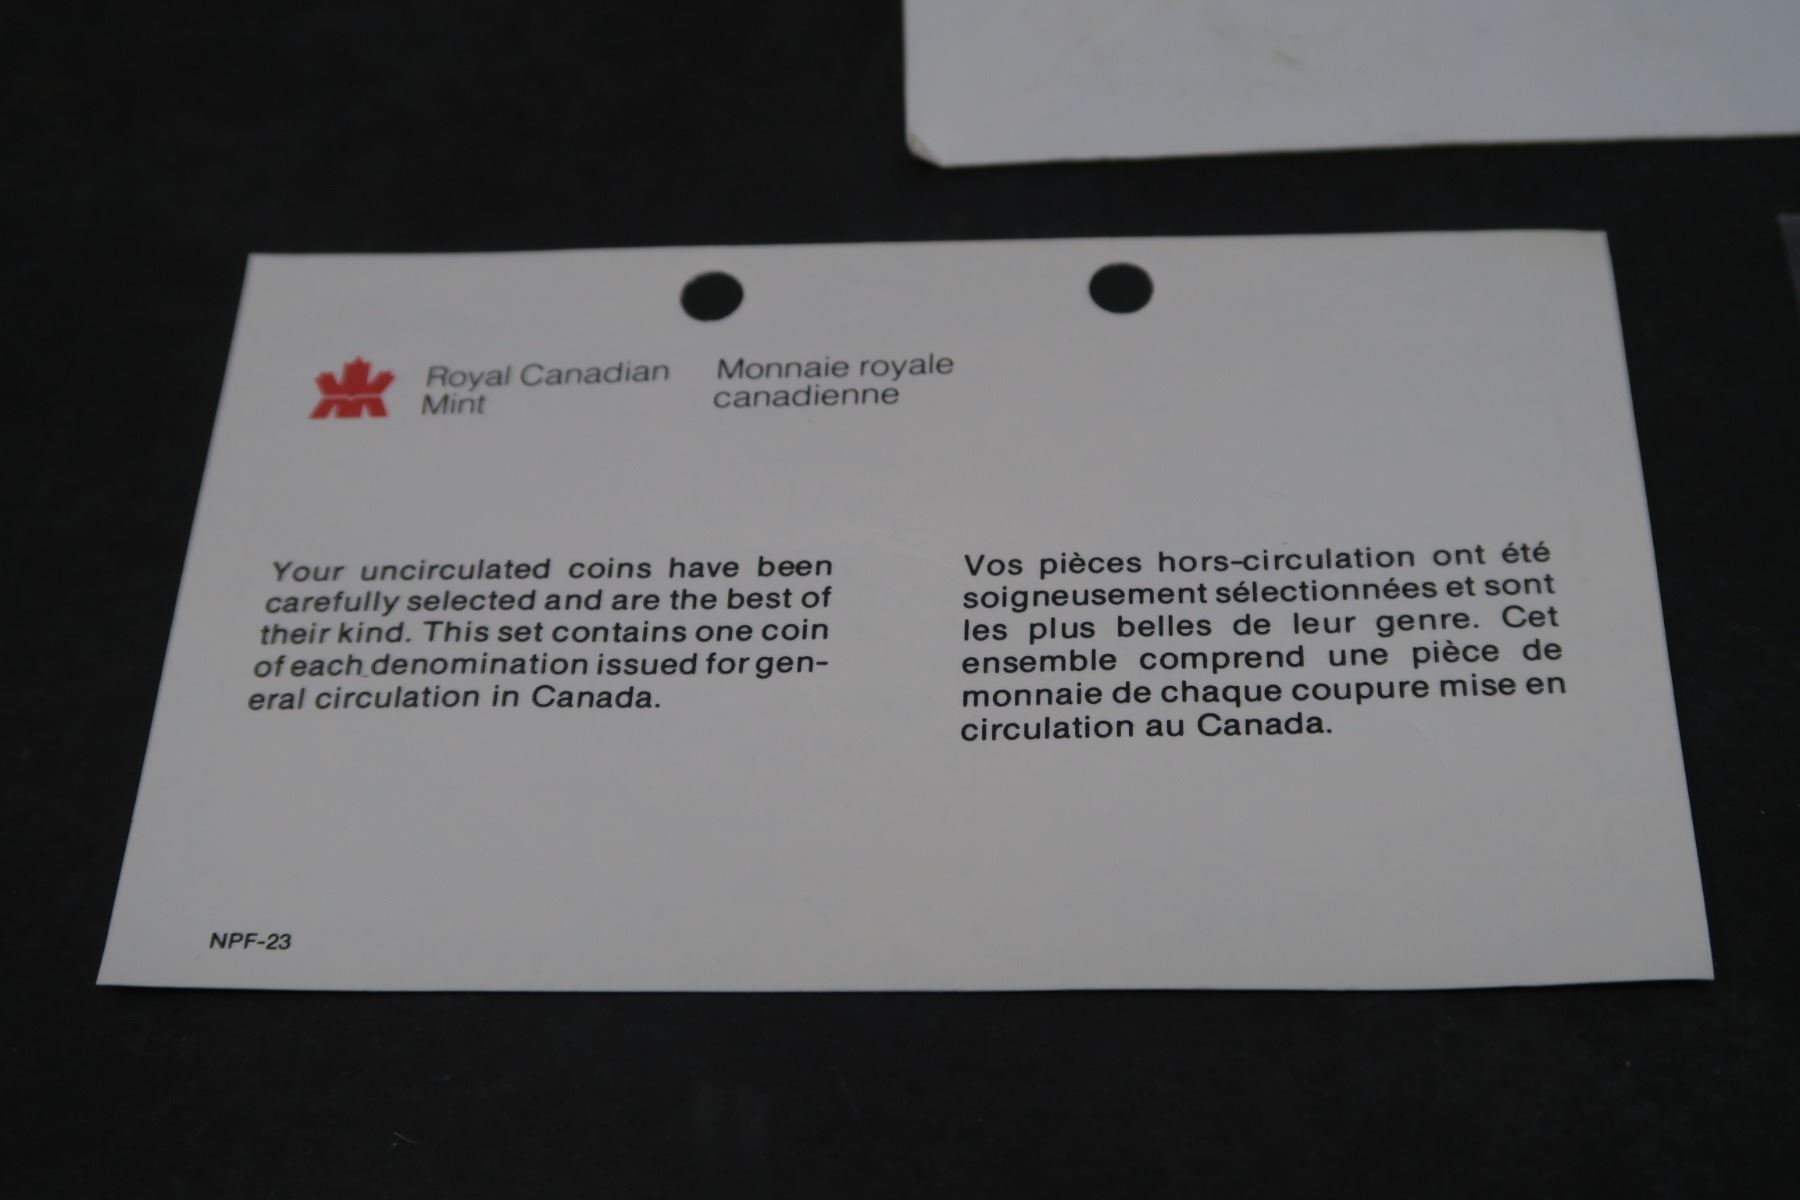 Royal Canadian
Mint
Monnaie royale
canadienne
Your uncirculated coins have been
carefully selected and are the best of
their kind. This set contains one coin
of each denomination issued for gen-
eral circulation in Canada.
Vos pièces hors-circulation ont été
soigneusement sélectionnées et sont
les plus belles de leur genre. Cet
ensemble comprend une pièce de
monnaie de chaque coupure mise en
circulation au Canada.
NPF-23